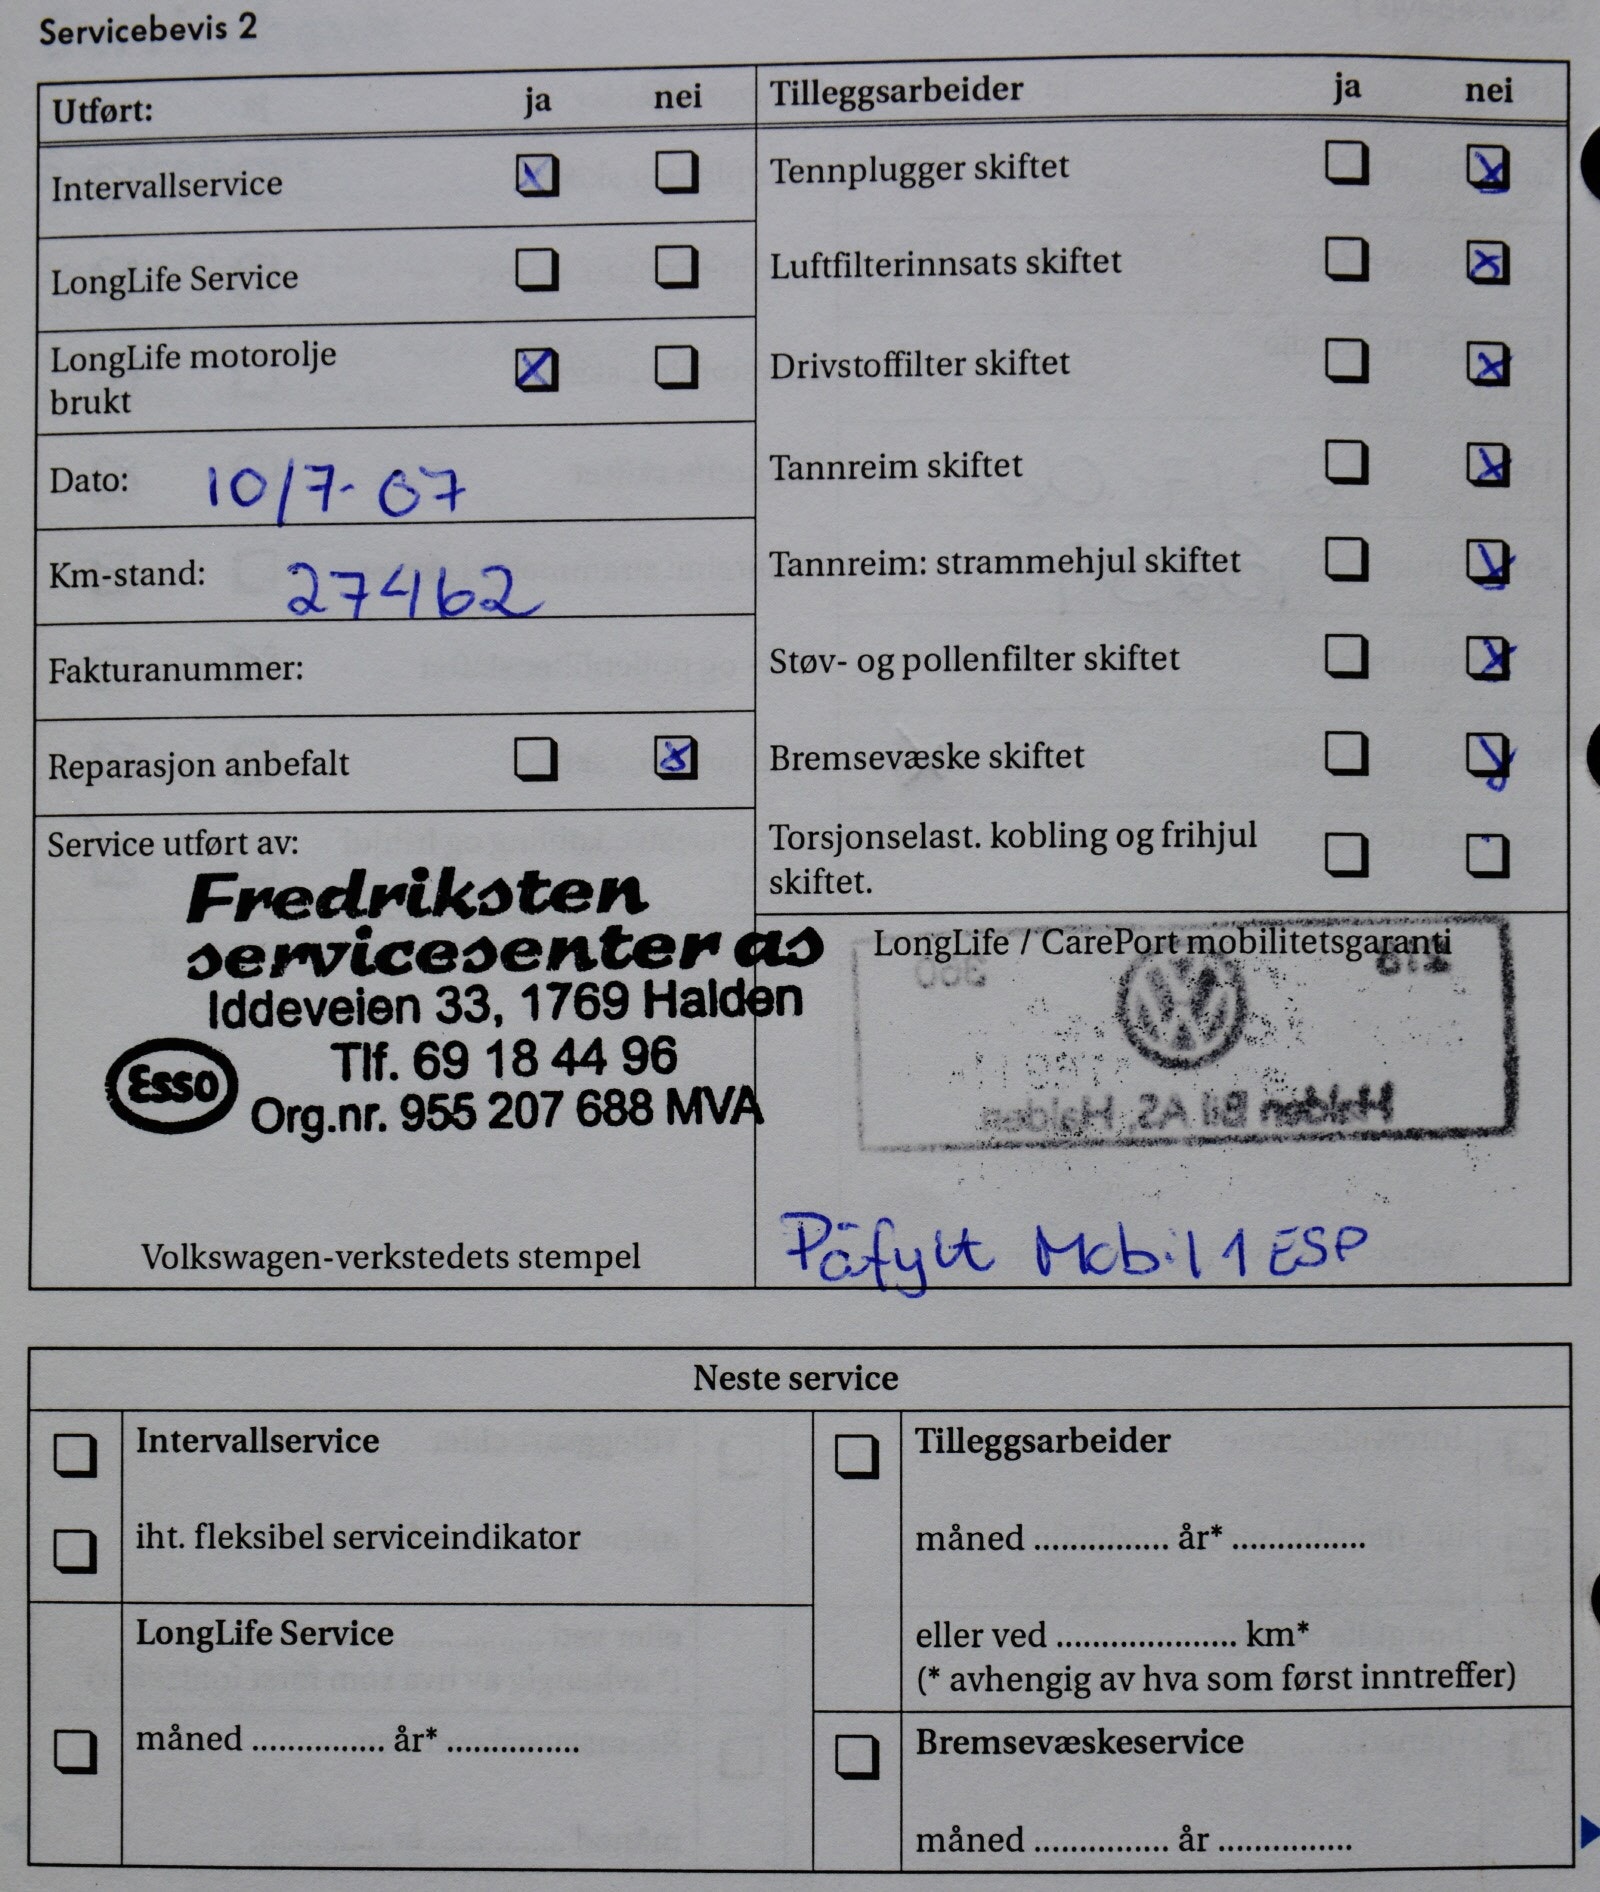 Servicebevis 2
Utført: ja nei
Intervallservice
LongLife Service
LongLife motorolje
brukt
Dato: 10/7-07
Km-stand: 27462
Fakturanummer:
Reparasjon anbefalt
Service utført av:
Fredriksten
servicesenter as
Iddeveien 33, 1769 Halden
Tlf. 69 18 44 96
Esso
Org.nr. 955 207 688 MVA
Volkswagen-verkstedets stempel
Tilleggsarbeider ja nei
Tennplugger skiftet
Luftfilterinnsats skiftet
Drivstoffilter skiftet
Tannreim skiftet
Tannreim: strammehjul skiftet
Støv- og pollenfilter skiftet
Bremsevæske skiftet
Torsjonselast. kobling og frihjul
skiftet.
LongLife / CarePort mobilitetsgaranti
Halden Bil AS, Halden
Påfylt Mobil 1 ESP
Neste service
Intervallservice
iht. fleksibel serviceindikator
LongLife Service
måned ............... år* ...............
Tilleggsarbeider
måned ............... år* ...............
eller ved .................... km*
(* avhengig av hva som først inntreffer)
Bremsevæskeservice
måned ............... år ...............